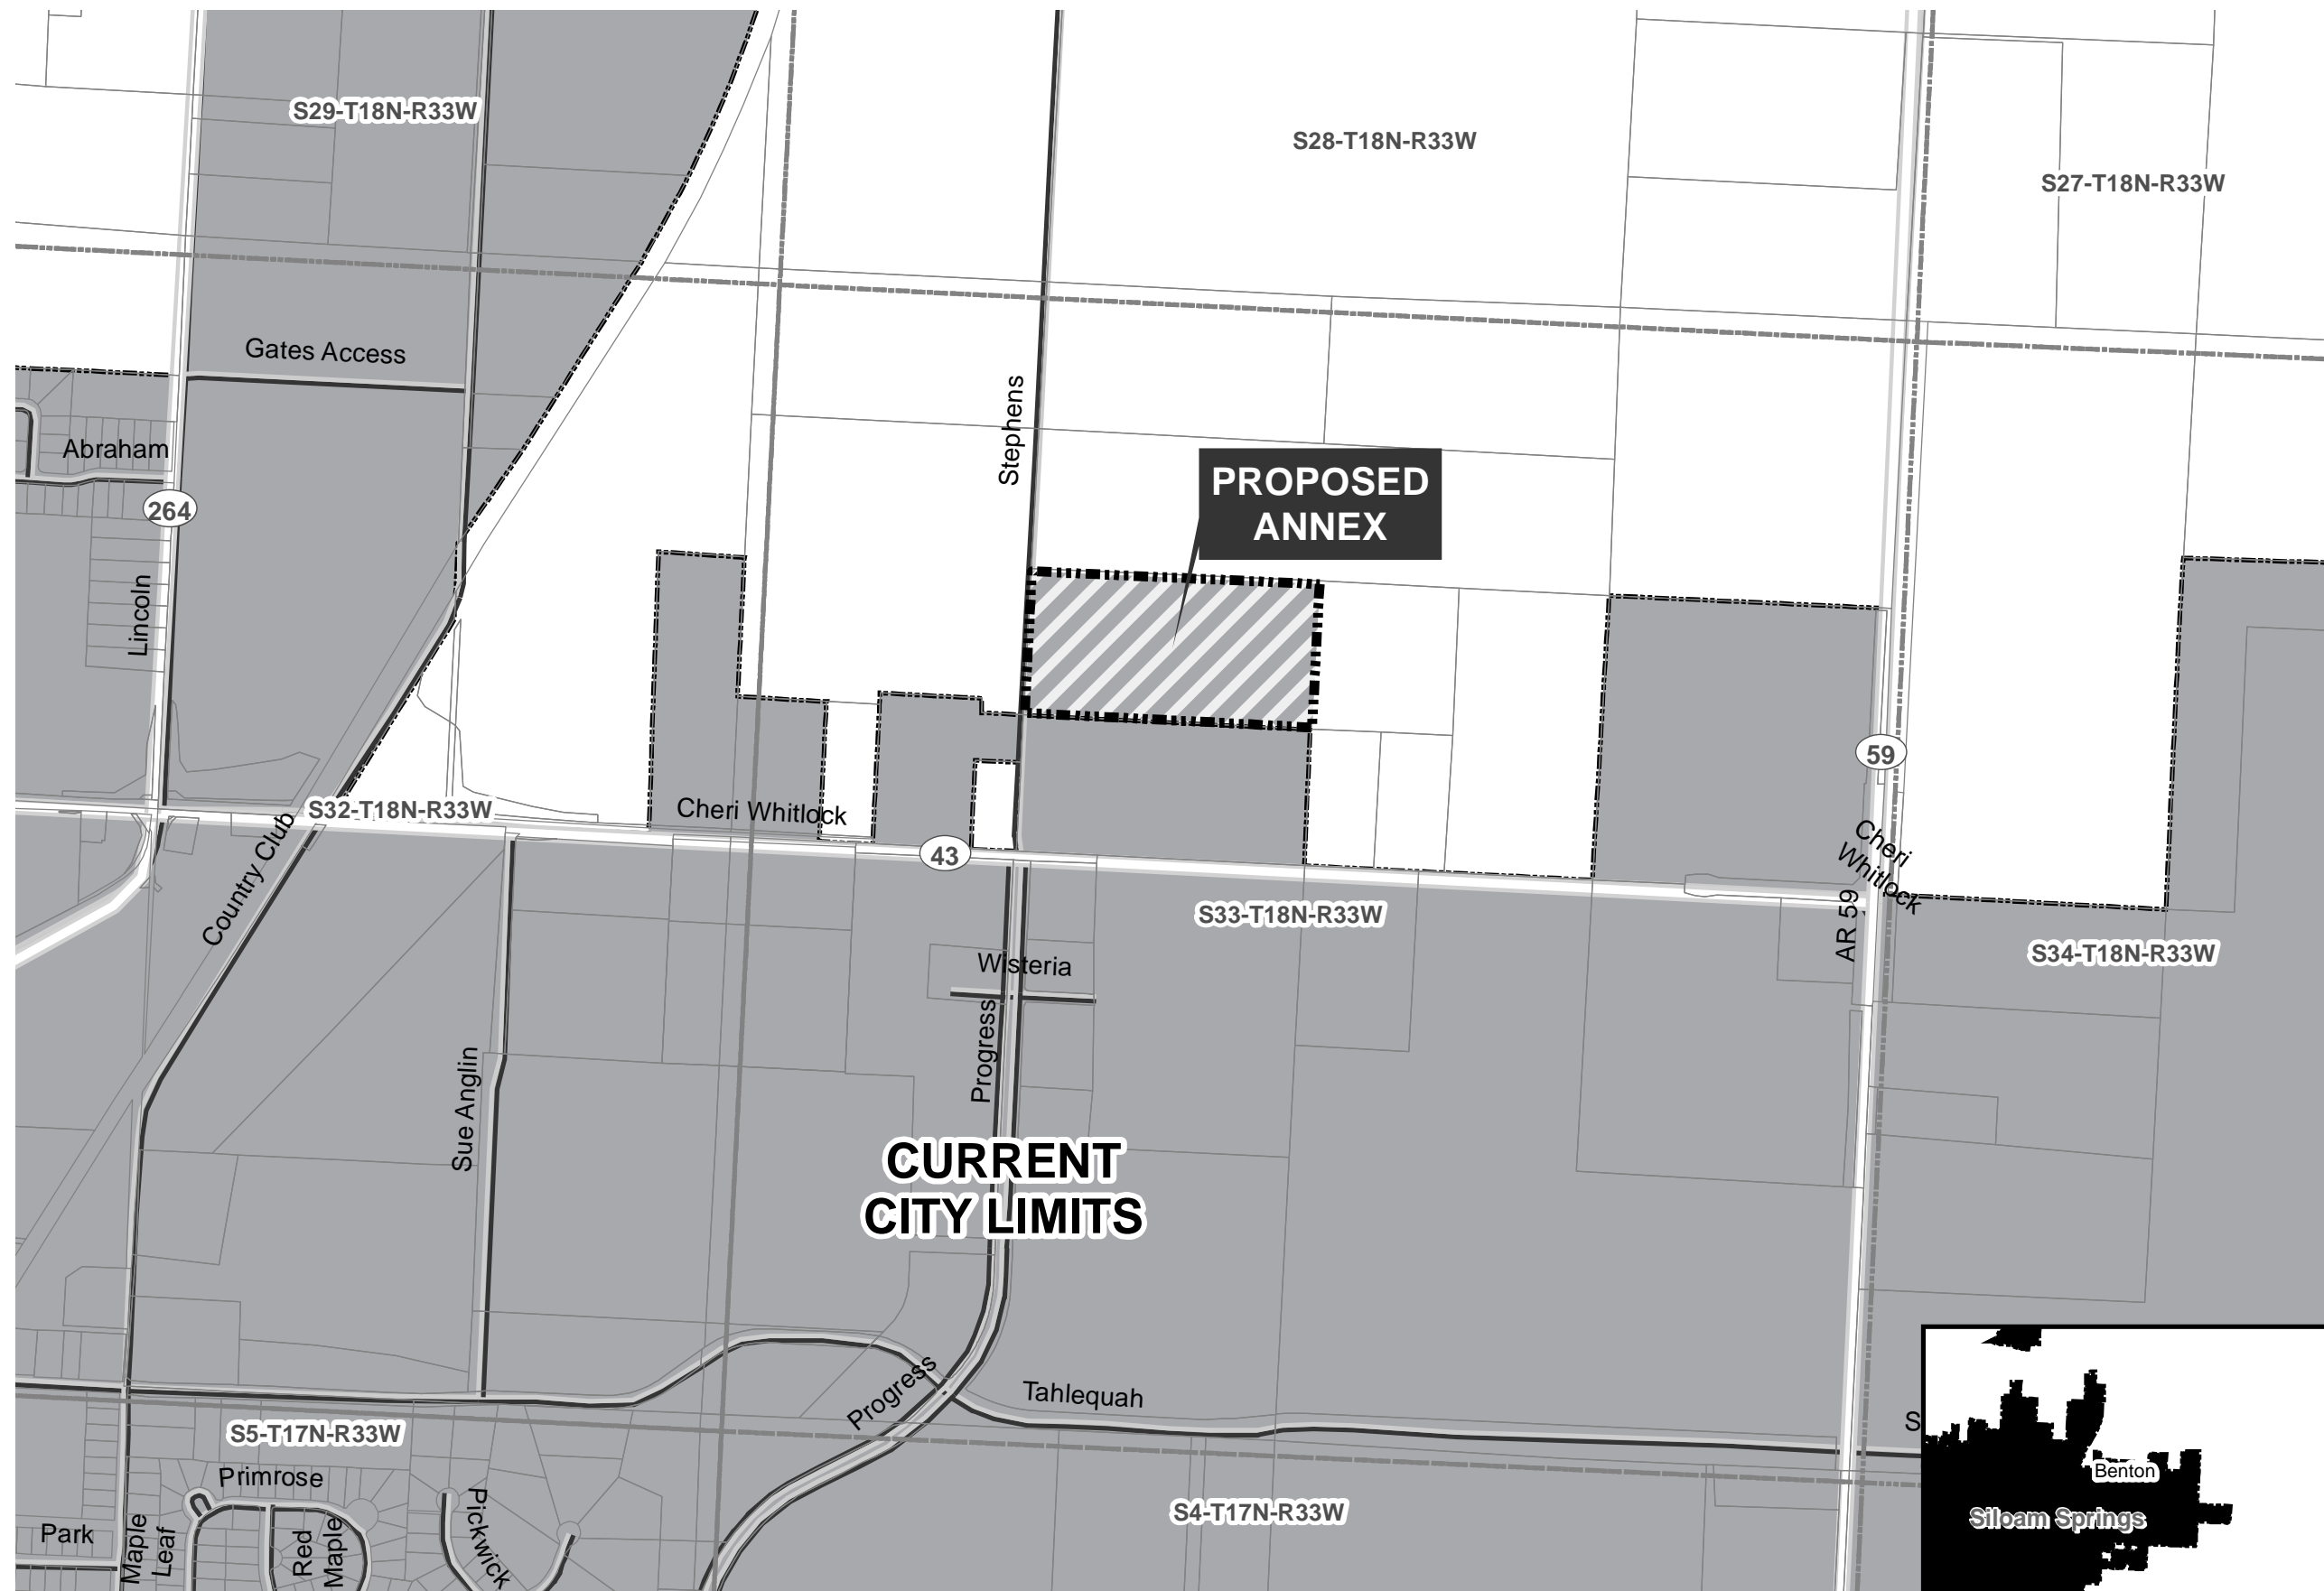 S29-T18N-R33W
S28-T18N-R33W
S27-T18N-R33W
Gates Access
Abraham
Stephens
PROPOSED
ANNEX
264
Lincoln
59
S32-T18N-R33W
Cheri Whitlock
43
Country Club
Cheri
Whitlock
AR 59
S33-T18N-R33W
S34-T18N-R33W
Wisteria
Progress
Sue Anglin
CURRENT
CITY LIMITS
Progress
Tahlequah
S
S5-T17N-R33W
Primrose
Benton
Pickwick
S4-T17N-R33W
Siloam Springs
Park
Maple
Leaf
Red
Maple